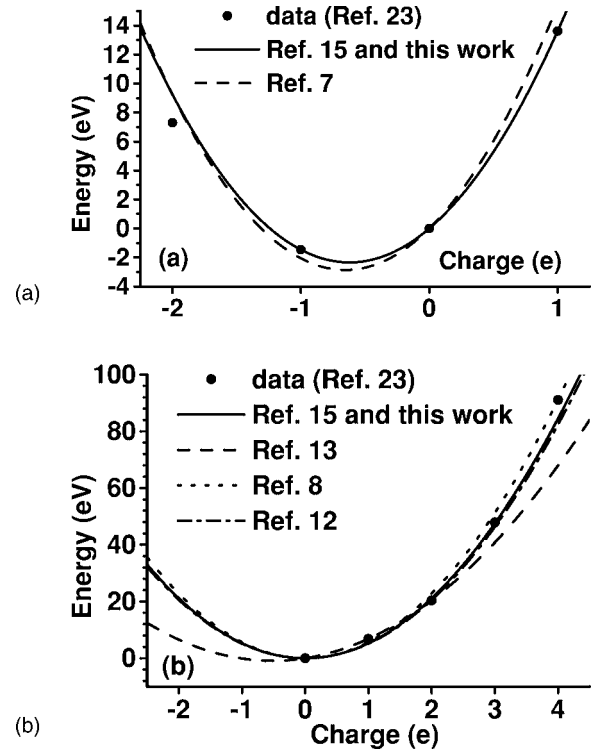 14
12
10
8
6
4
2
0
-2
-4
Energy (eV)
data (Ref. 23)
Ref. 15 and this work
Ref. 7
(a)
Charge (e)
-2 -1 0 1
(a)
100
80
60
40
20
0
Energy (eV)
data (Ref. 23)
Ref. 15 and this work
Ref. 13
Ref. 8
Ref. 12
(b)
-2 -1 0 1 2 3 4
Charge (e)
(b)